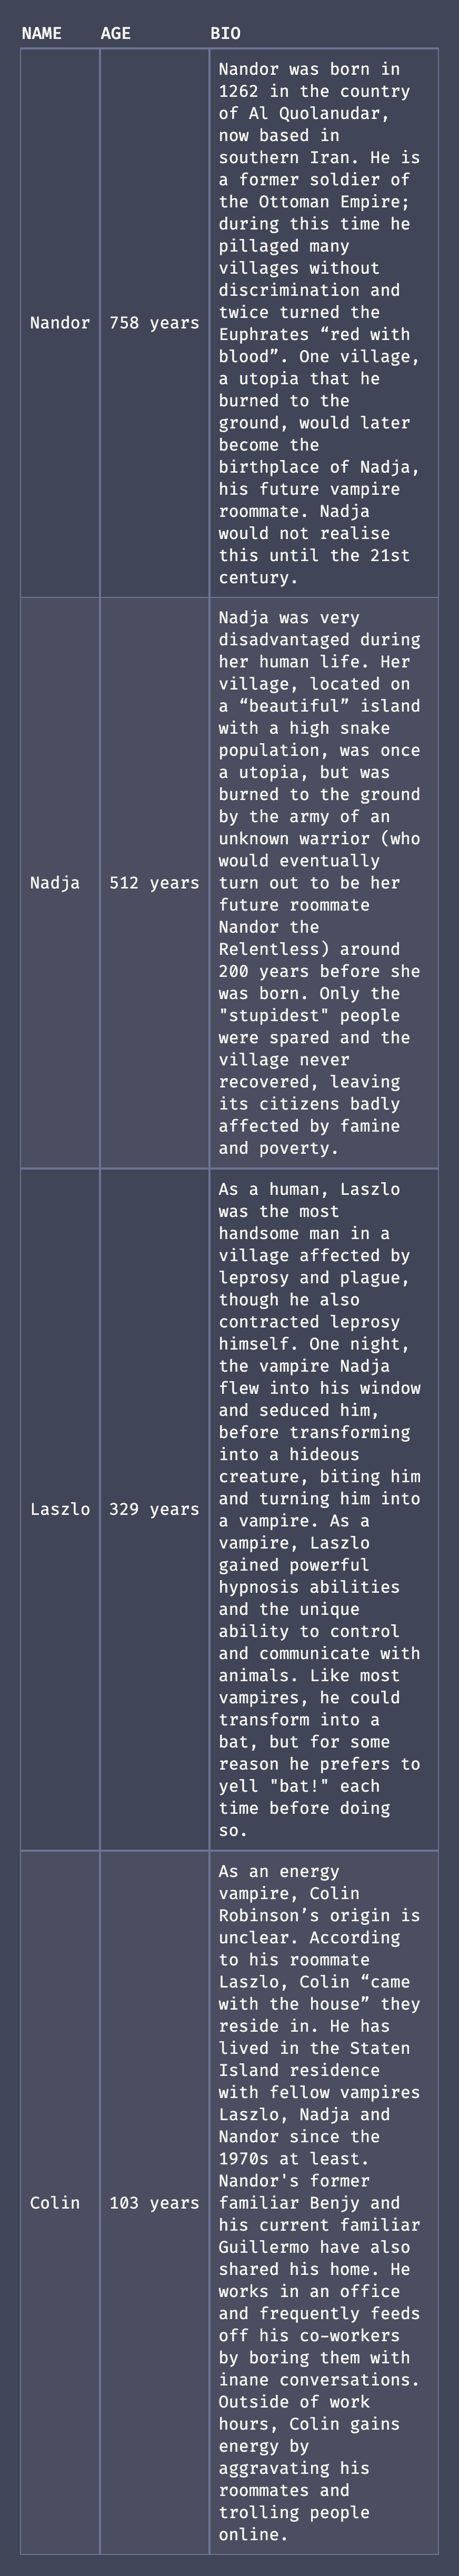 NAME AGE BIO
Nandor was born in
1262 in the country
of Al Quolanudar,
now based in
southern Iran. He is
a former soldier of
the Ottoman Empire;
during this time he
pillaged many
villages without
discrimination and
twice turned the
Nandor 758 years Euphrates “red with
blood”. One village,
a utopia that he
burned to the
ground, would later
become the
birthplace of Nadja,
his future vampire
roommate. Nadja
would not realise
this until the 21st
century.
Nadja was very
disadvantaged during
her human life. Her
village, located on
a “beautiful” island
with a high snake
population, was once
a utopia, but was
burned to the ground
by the army of an
unknown warrior (who
would eventually
Nadja 512 years turn out to be her
future roommate
Nandor the
Relentless) around
200 years before she
was born. Only the
"stupidest" people
were spared and the
village never
recovered, leaving
its citizens badly
affected by famine
and poverty.
As a human, Laszlo
was the most
handsome man in a
village affected by
leprosy and plague,
though he also
contracted leprosy
himself. One night,
the vampire Nadja
flew into his window
and seduced him,
before transforming
into a hideous
creature, biting him
and turning him into
Laszlo 329 years a vampire. As a
vampire, Laszlo
gained powerful
hypnosis abilities
and the unique
ability to control
and communicate with
animals. Like most
vampires, he could
transform into a
bat, but for some
reason he prefers to
yell "bat!" each
time before doing
so.
As an energy
vampire, Colin
Robinson’s origin is
unclear. According
to his roommate
Laszlo, Colin “came
with the house” they
reside in. He has
lived in the Staten
Island residence
with fellow vampires
Laszlo, Nadja and
Nandor since the
1970s at least.
Nandor's former
Colin 103 years familiar Benjy and
his current familiar
Guillermo have also
shared his home. He
works in an office
and frequently feeds
off his co-workers
by boring them with
inane conversations.
Outside of work
hours, Colin gains
energy by
aggravating his
roommates and
trolling people
online.